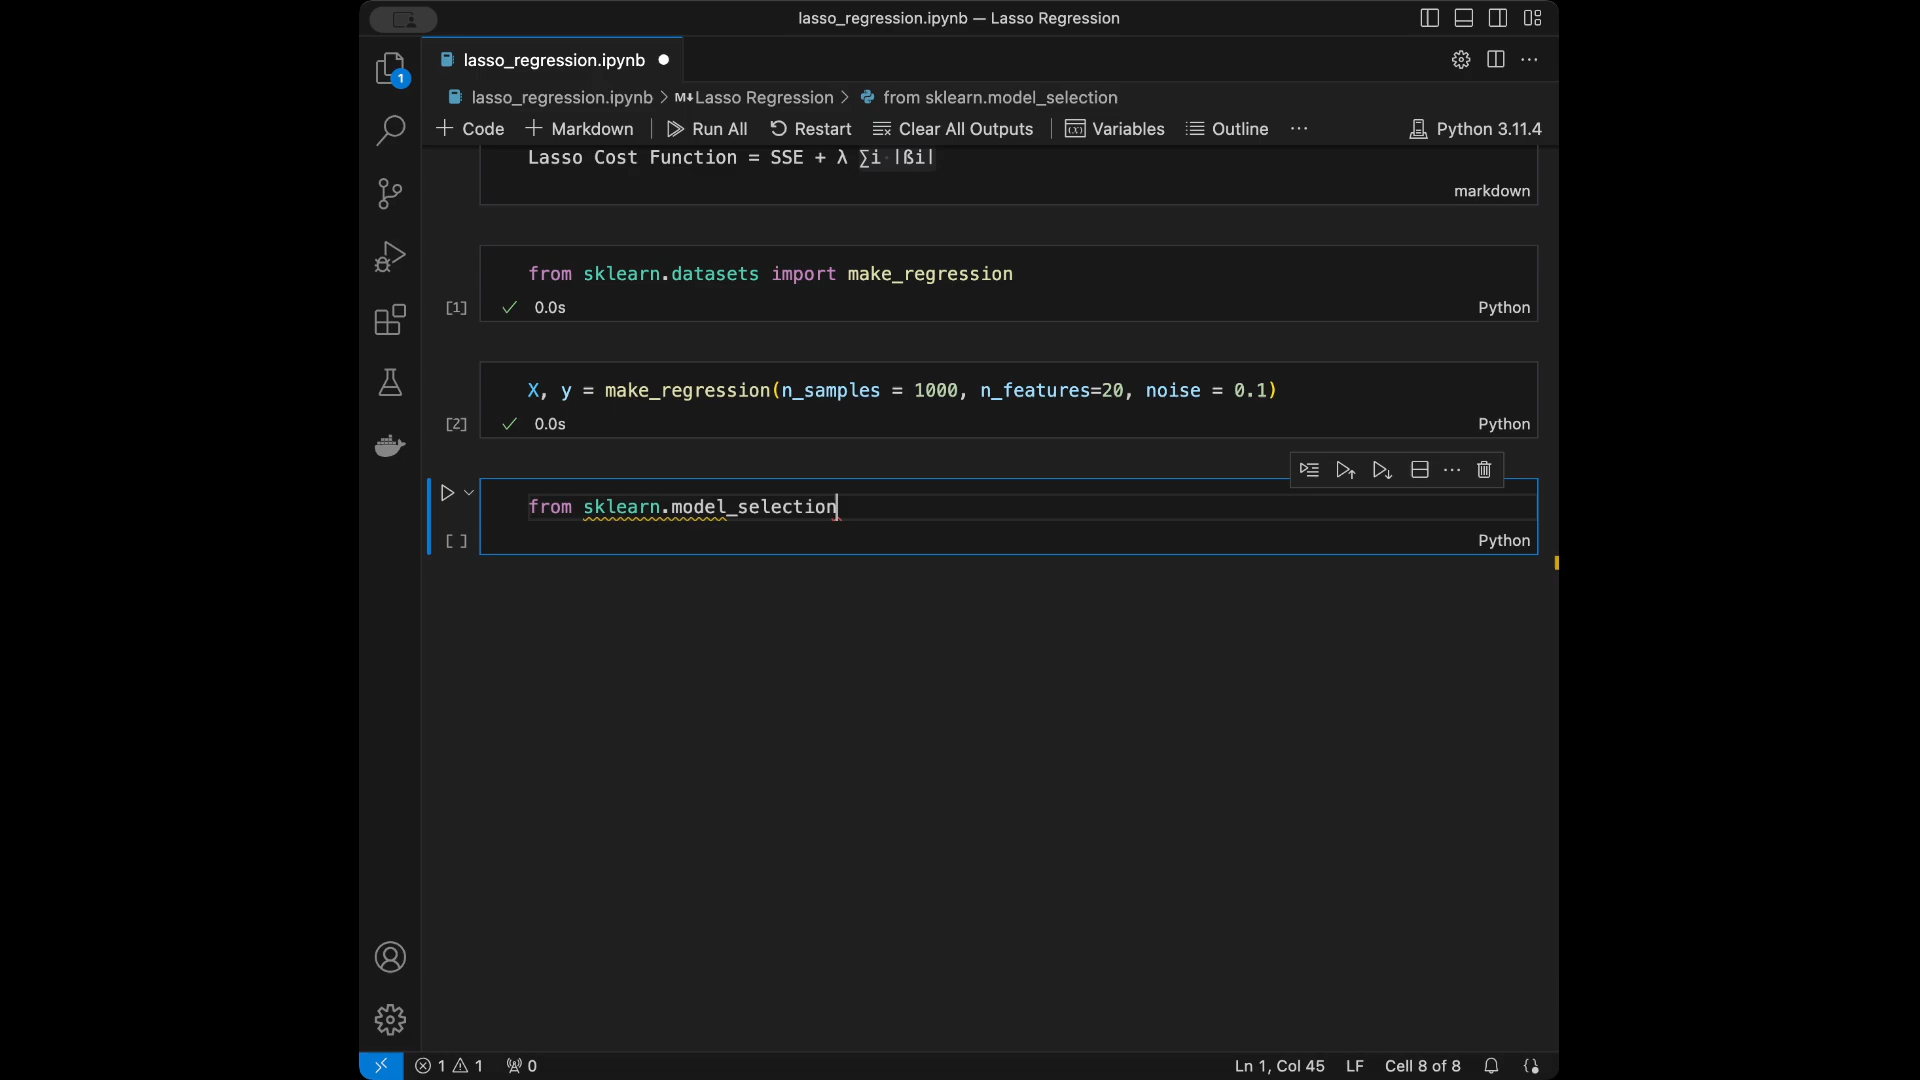 lasso_regression.ipynb — Lasso Regression
lasso_regression.ipynb
1
lasso_regression.ipynb > M↓Lasso Regression > from sklearn.model_selection
+ Code + Markdown Run All Restart Clear All Outputs Variables Outline ··· Python 3.11.4
Lasso Cost Function = SSE + λ ∑i |ßi|
markdown
from sklearn.datasets import make_regression
[1] ✓ 0.0s Python
X, y = make_regression(n_samples = 1000, n_features=20, noise = 0.1)
[2] ✓ 0.0s Python
from sklearn.model_selection
[ ] Python
1 1 0 Ln 1, Col 45 LF Cell 8 of 8